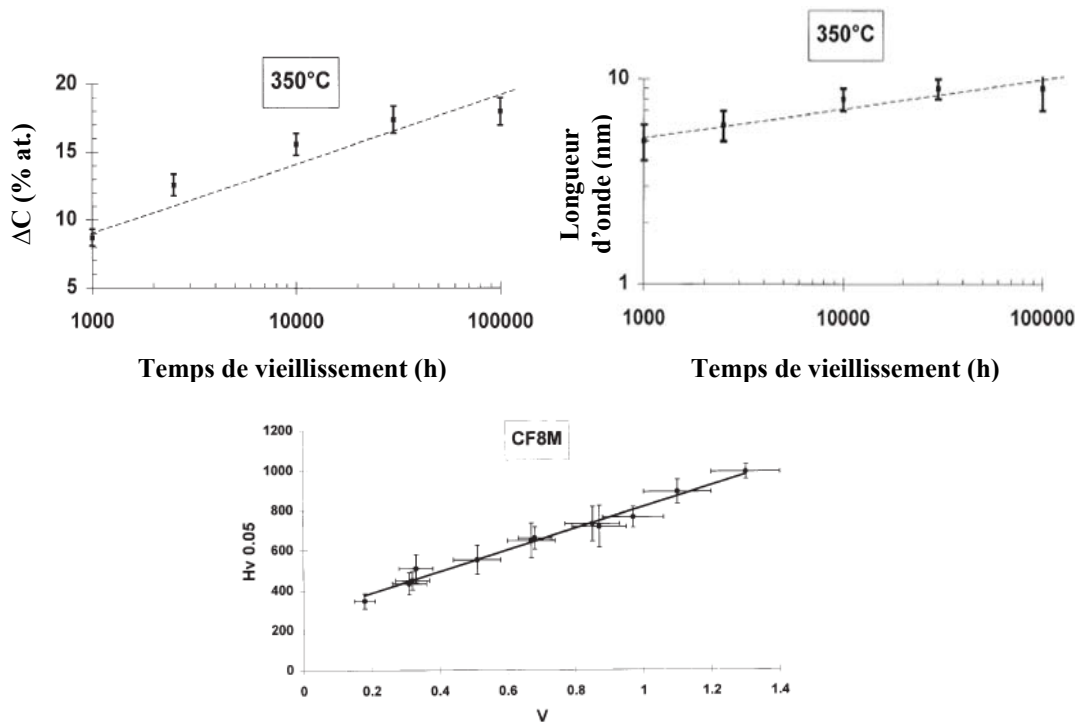 350°C
20
15
10
5
ΔC (% at.)
1000 10000 100000
Temps de vieillissement (h)
350°C
10
1
Longueur
d'onde (nm)
1000 10000 100000
Temps de vieillissement (h)
CF8M
1200
1000
800
600
400
200
0
Hv 0.05
0.2 0.4 0.6 0.8 1 1.2 1.4
V